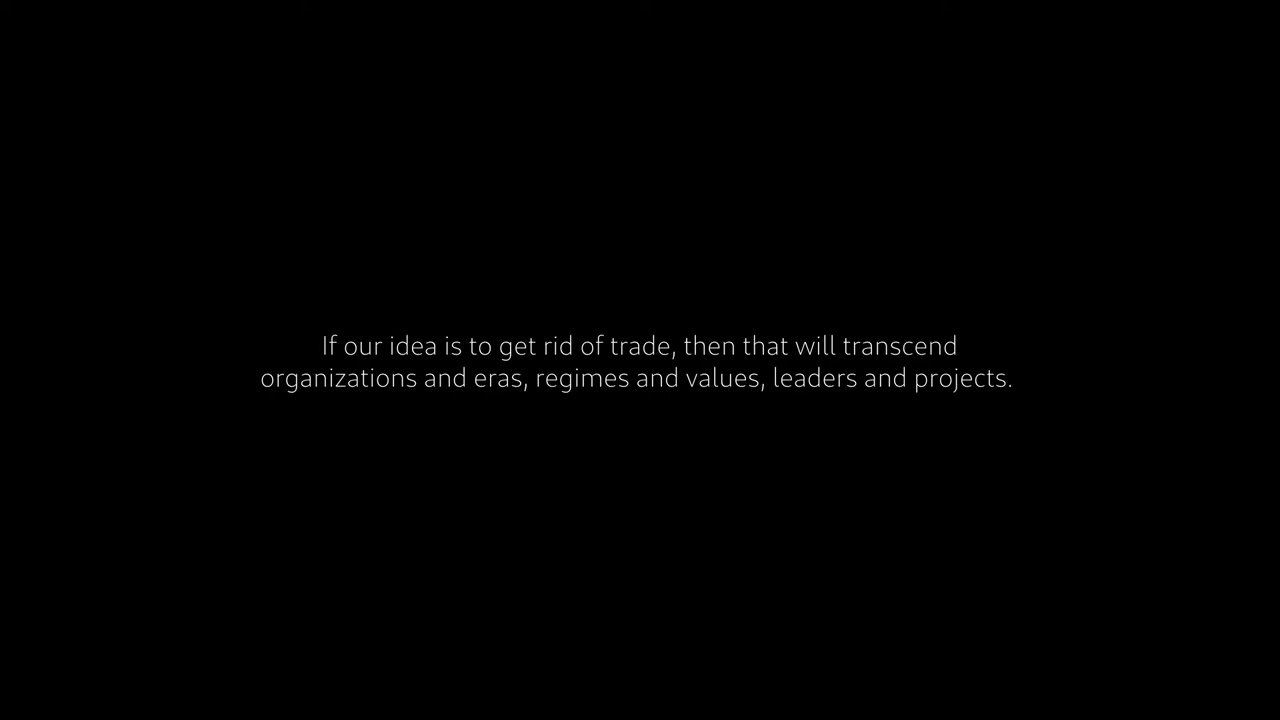 If our idea is to get rid of trade, then that will transcend
organizations and eras, regimes and values, leaders and projects.